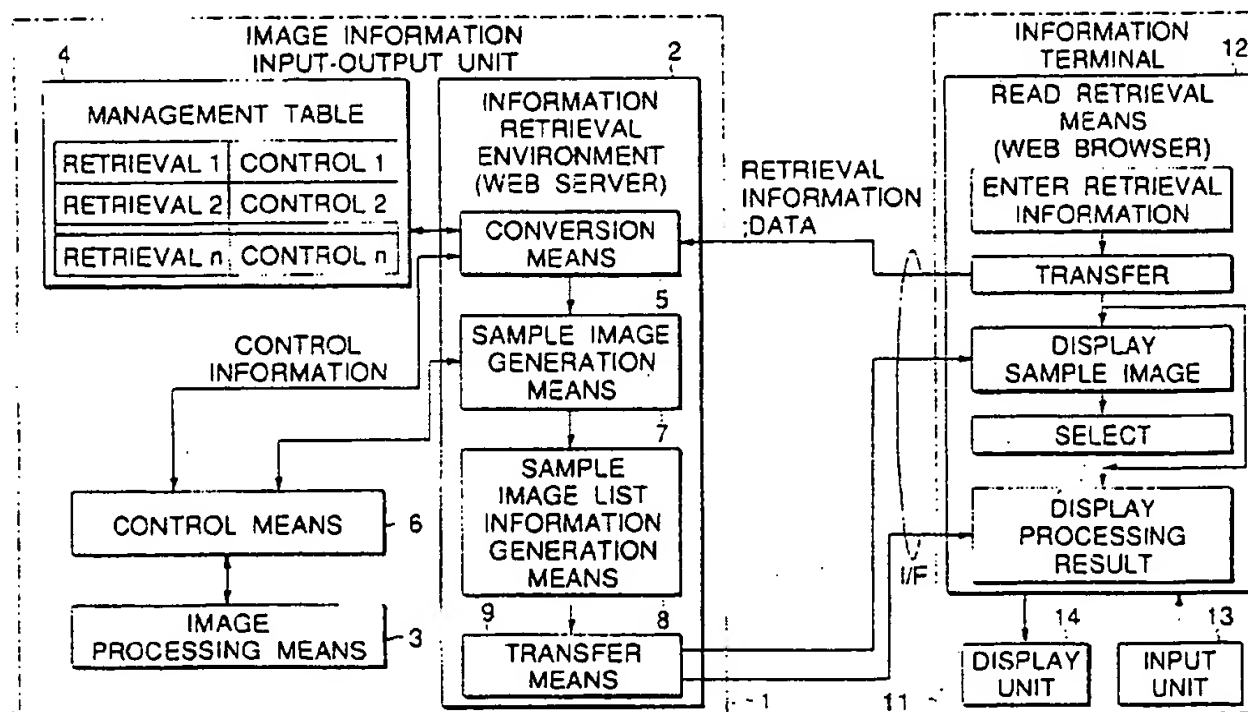 IMAGE INFORMATION
INPUT-OUTPUT UNIT
4
MANAGEMENT TABLE
RETRIEVAL 1 CONTROL 1
RETRIEVAL 2 CONTROL 2
RETRIEVAL n CONTROL n
2
INFORMATION
RETRIEVAL
ENVIRONMENT
(WEB SERVER)
CONVERSION
MEANS
5
SAMPLE IMAGE
GENERATION
MEANS
7
SAMPLE
IMAGE LIST
INFORMATION
GENERATION
MEANS
9
8
TRANSFER
MEANS
CONTROL
INFORMATION
CONTROL MEANS
6
IMAGE
PROCESSING MEANS
3
1
RETRIEVAL
INFORMATION
;DATA
I/F
INFORMATION
TERMINAL
12
READ RETRIEVAL
MEANS
(WEB BROWSER)
ENTER RETRIEVAL
INFORMATION
TRANSFER
DISPLAY
SAMPLE IMAGE
SELECT
DISPLAY
PROCESSING
RESULT
11
14
DISPLAY
UNIT
13
INPUT
UNIT